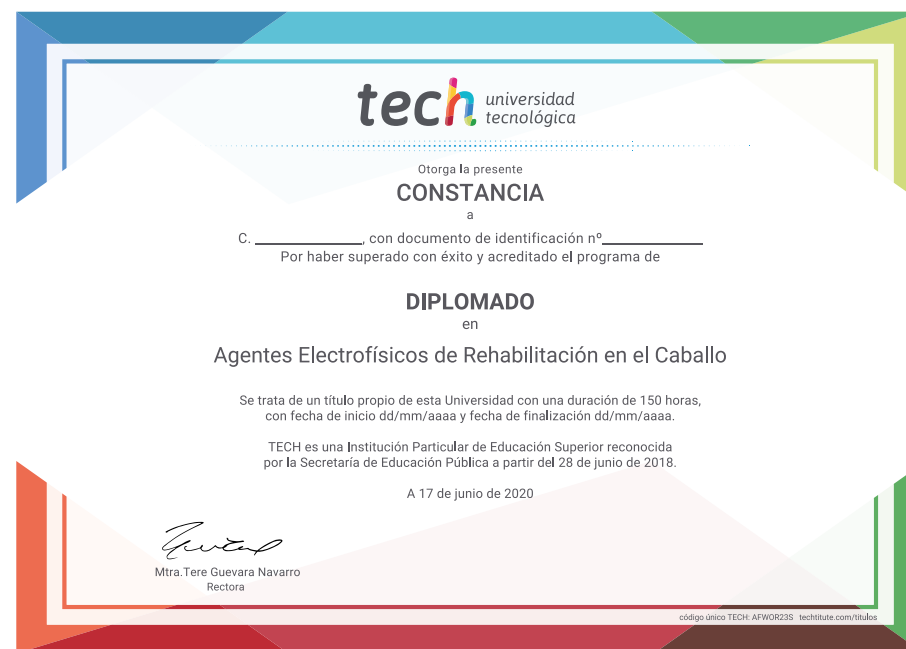 tech universidad
tecnológica
Otorga la presente
CONSTANCIA
a
C. ____________, con documento de identificación nº____________
Por haber superado con éxito y acreditado el programa de
DIPLOMADO
en
Agentes Electrofísicos de Rehabilitación en el Caballo
Se trata de un título propio de esta Universidad con una duración de 150 horas,
con fecha de inicio dd/mm/aaaa y fecha de finalización dd/mm/aaaa.
TECH es una Institución Particular de Educación Superior reconocida
por la Secretaría de Educación Pública a partir del 28 de junio de 2018.
A 17 de junio de 2020
Mtra.Tere Guevara Navarro
Rectora
código único TECH: AFWOR23S techtitute.com/titulos